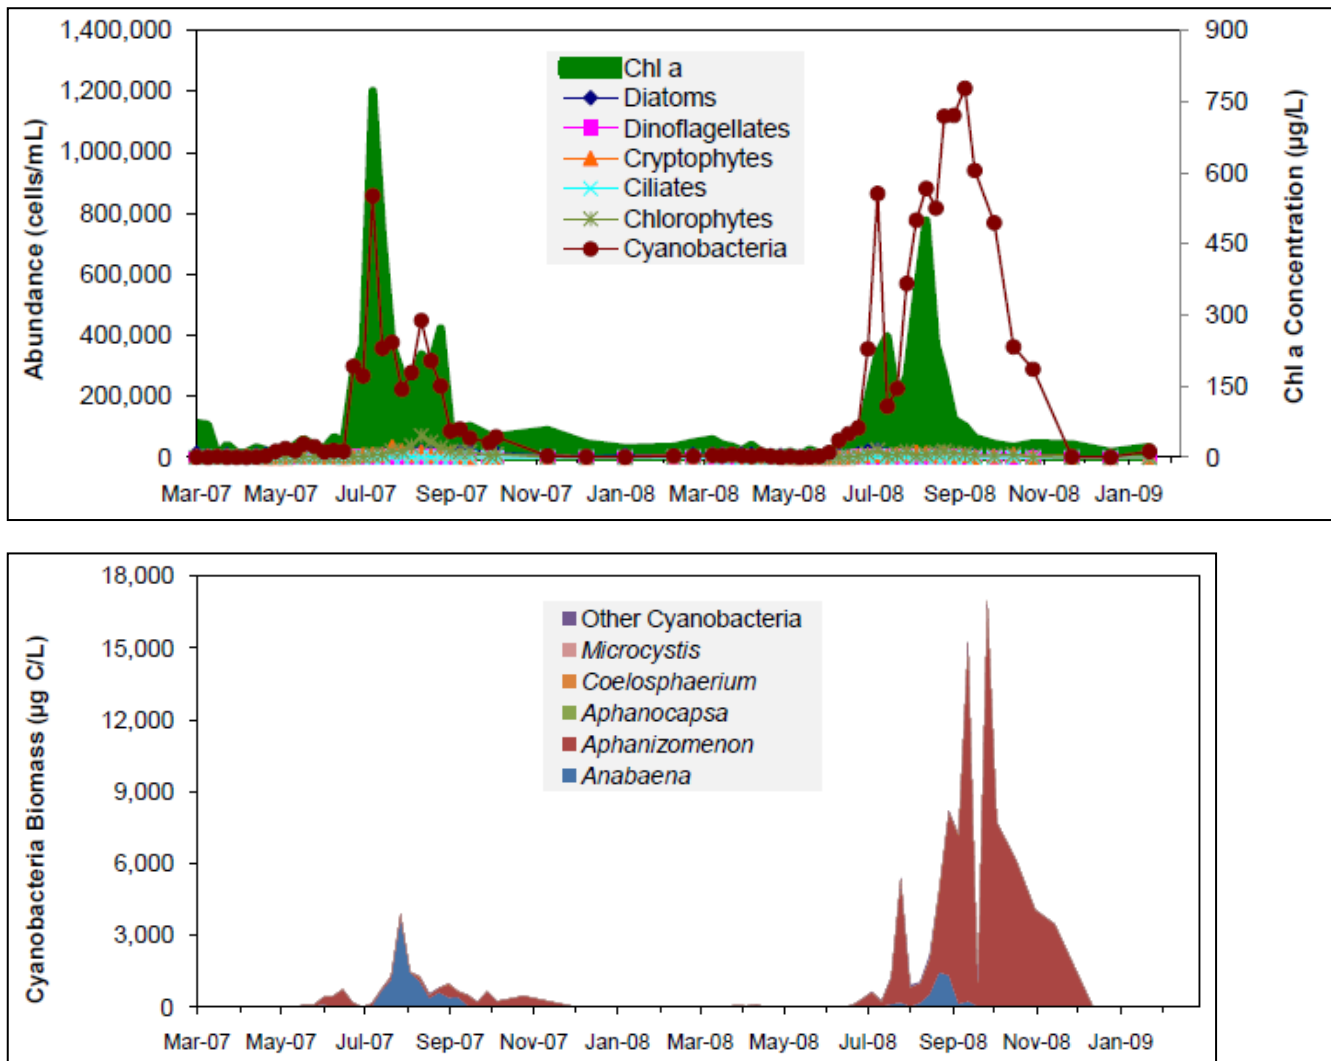 1,400,000
1,200,000
1,000,000
800,000
600,000
400,000
200,000
0
Abundance (cells/mL)
Chl a
Diatoms
Dinoflagellates
Cryptophytes
Ciliates
Chlorophytes
Cyanobacteria
900
750
600
450
300
150
0
Chl a Concentration (µg/L)
Mar-07 May-07 Jul-07 Sep-07 Nov-07 Jan-08 Mar-08 May-08 Jul-08 Sep-08 Nov-08 Jan-09
18,000
15,000
12,000
9,000
6,000
3,000
0
Cyanobacteria Biomass (µg C/L)
Other Cyanobacteria
Microcystis
Coelosphaerium
Aphanocapsa
Aphanizomenon
Anabaena
Mar-07 May-07 Jul-07 Sep-07 Nov-07 Jan-08 Mar-08 May-08 Jul-08 Sep-08 Nov-08 Jan-09